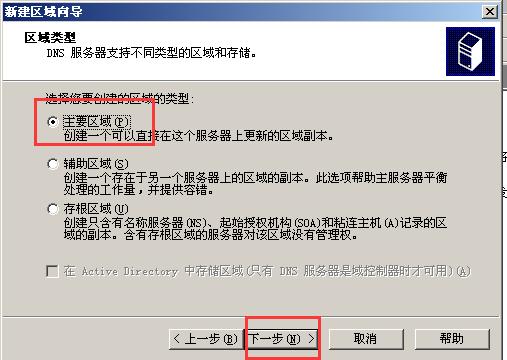 新建区域向导
区域类型
DNS 服务器支持不同类型的区域和存储。
选择您要创建的区域的类型:
主要区域(P)
创建一个可以直接在这个服务器上更新的区域副本。
辅助区域(S)
创建一个存在于另一个服务器上的区域的副本。此选项帮助主服务器平衡
处理的工作量,并提供容错。
存根区域(U)
创建只含有名称服务器(NS)、起始授权机构(SOA)和粘连主机(A)记录的区
域的副本。含有存根区域的服务器对该区域没有管理权。
在 Active Directory 中存储区域(只有 DNS 服务器是域控制器时才可用)(A)
< 上一步(B) 下一步(N) > 取消 帮助